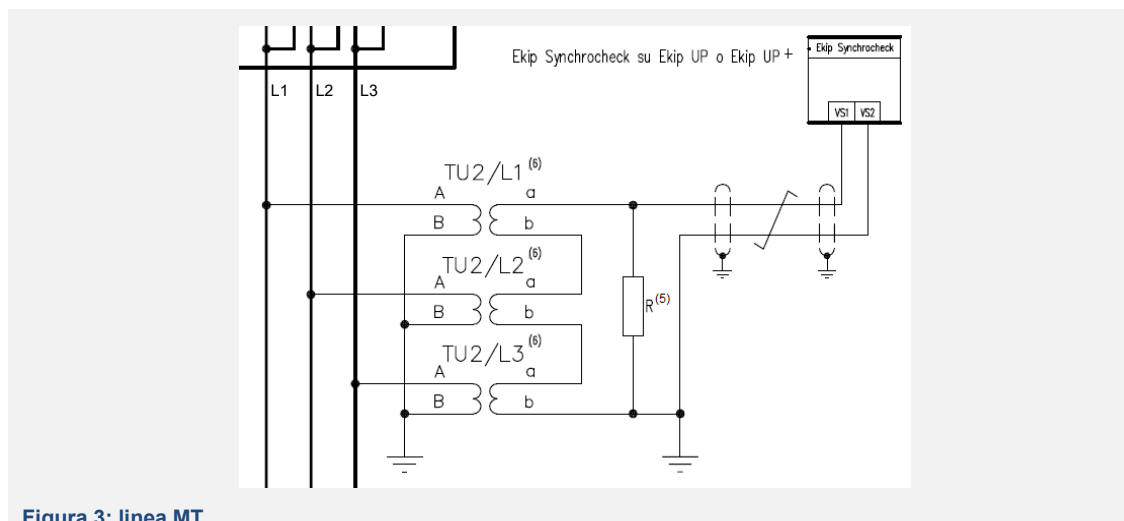 Ekip Synchrocheck su Ekip UP o Ekip UP+
Ekip Synchrocheck
VS1 VS2
L1 L2 L3
TU2/L1 (6)
A a
B b
TU2/L2 (6)
A a
B b
R(5)
TU2/L3 (6)
A a
B b
Figura 3: linea MT